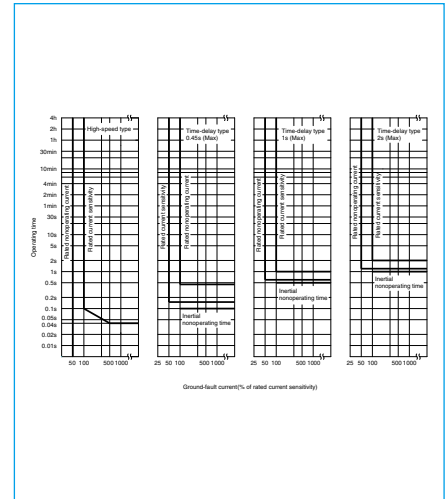 High-speed type
Time-delay type
0.45s (Max)
Time-delay type
1s (Max)
Time-delay type
2s (Max)
4h
2h
1h
30min
10min
4min
2min
1min
30s
10s
5s
2s
1s
0.5s
0.2s
0.1s
0.05s
0.04s
0.02s
0.01s
Operating time
Rated nonoperating current
Rated current sensitivity
Rated current sensitivity
Rated nonoperating current
Rated nonoperating current
Rated current sensitivity
Rated nonoperating current
Rated current sensitivity
Inertial
nonoperating time
Inertial
nonoperating time
Inertial
nonoperating time
50 100 500 1000
25 50 100 500 1000
25 50 100 500 1000
25 50 100 500 1000
Ground-fault current(% of rated current sensitivity)